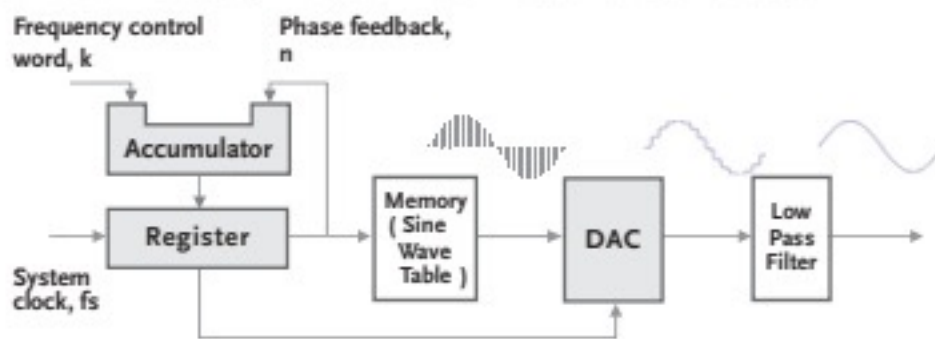 Frequency control
word, k
Phase feedback,
n
Accumulator
Register
System
clock, fs
Memory
( Sine
Wave
Table )
DAC
Low
Pass
Filter